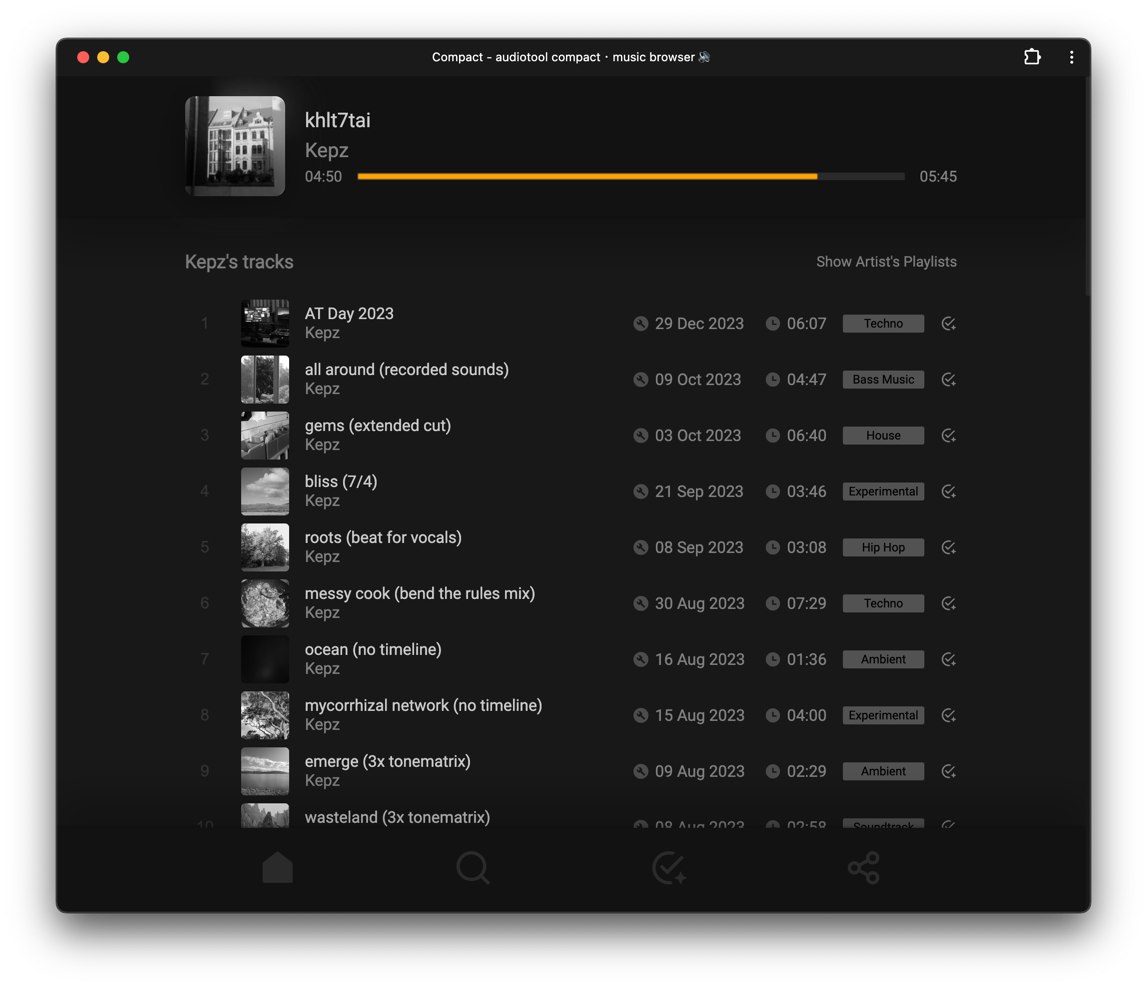 Compact - audiotool compact · music browser
khlt7tai
Kepz
04:50 05:45
Kepz's tracks Show Artist's Playlists
1 AT Day 2023 29 Dec 2023 06:07 Techno
Kepz
2 all around (recorded sounds) 09 Oct 2023 04:47 Bass Music
Kepz
3 gems (extended cut) 03 Oct 2023 06:40 House
Kepz
4 bliss (7/4) 21 Sep 2023 03:46 Experimental
Kepz
5 roots (beat for vocals) 08 Sep 2023 03:08 Hip Hop
Kepz
6 messy cook (bend the rules mix) 30 Aug 2023 07:29 Techno
Kepz
7 ocean (no timeline) 16 Aug 2023 01:36 Ambient
Kepz
8 mycorrhizal network (no timeline) 15 Aug 2023 04:00 Experimental
Kepz
9 emerge (3x tonematrix) 09 Aug 2023 02:29 Ambient
Kepz
10 wasteland (3x tonematrix) 08 Aug 2023 02:58 Soundtrack